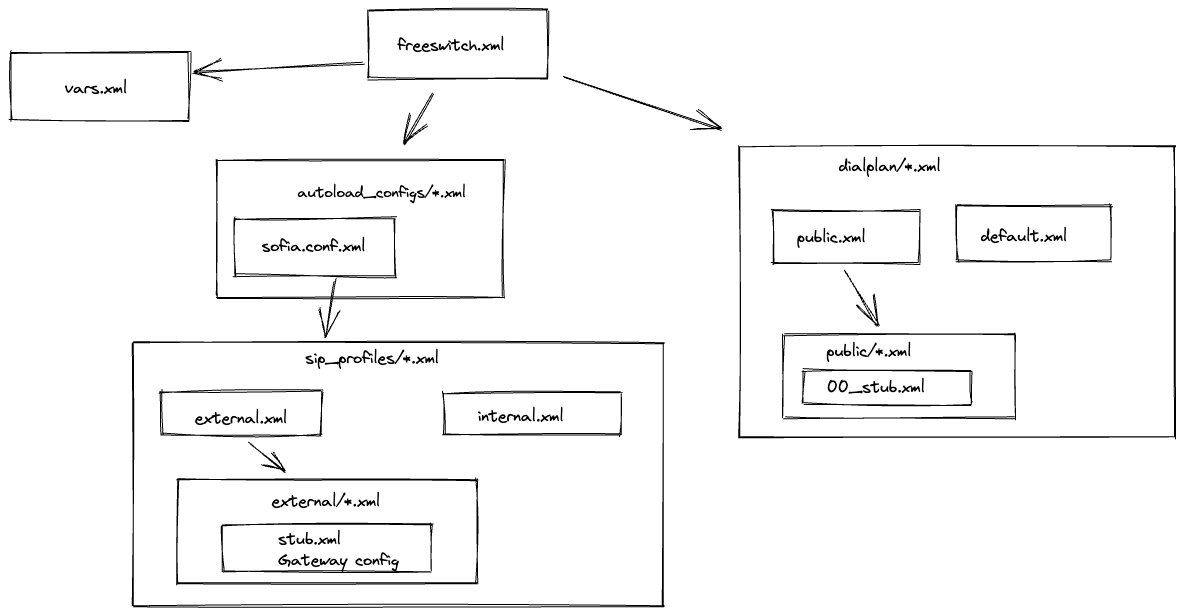 freeswitch.xml
vars.xml
autoload_configs/*.xml
sofia.conf.xml
dialplan/*.xml
public.xml
default.xml
public/*.xml
00_stub.xml
sip_profiles/*.xml
external.xml
internal.xml
external/*.xml
stub.xml
Gateway config